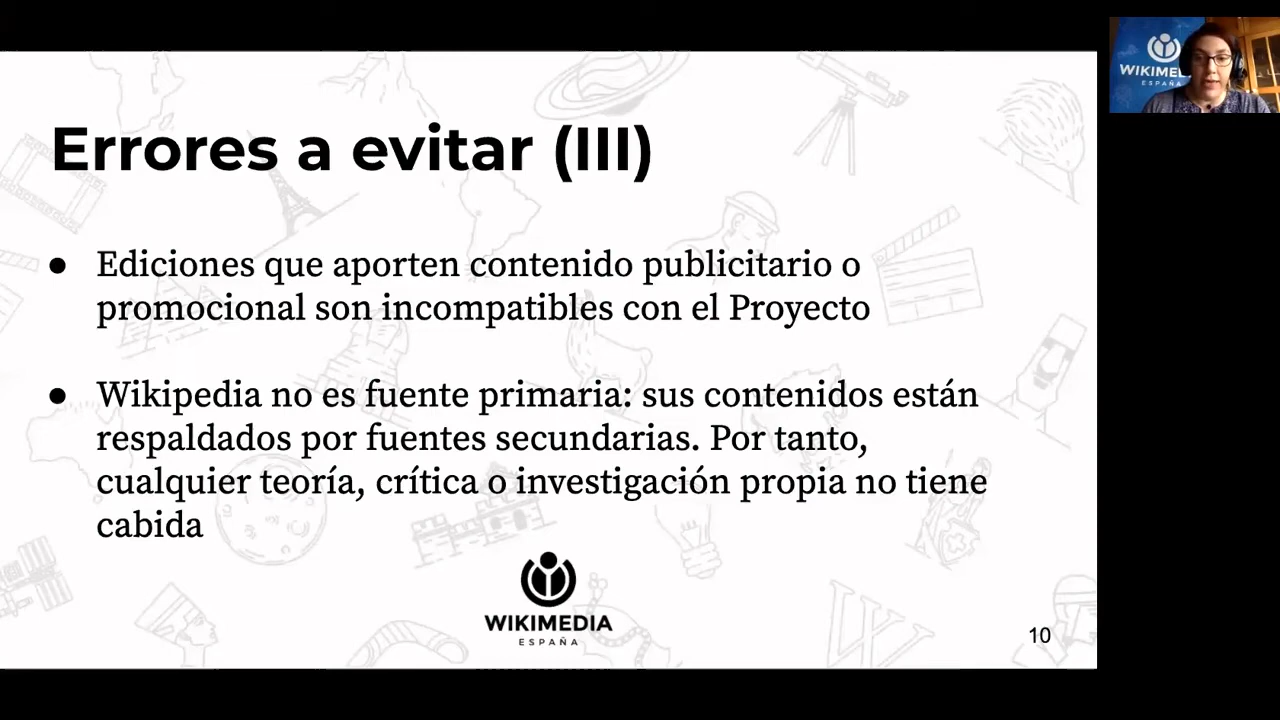 Errores a evitar (III)
● Ediciones que aporten contenido publicitario o
promocional son incompatibles con el Proyecto
● Wikipedia no es fuente primaria: sus contenidos están
respaldados por fuentes secundarias. Por tanto,
cualquier teoría, crítica o investigación propia no tiene
cabida
WIKIMEDIA
ESPAÑA
10
WIKIMEDIA
ESPAÑA